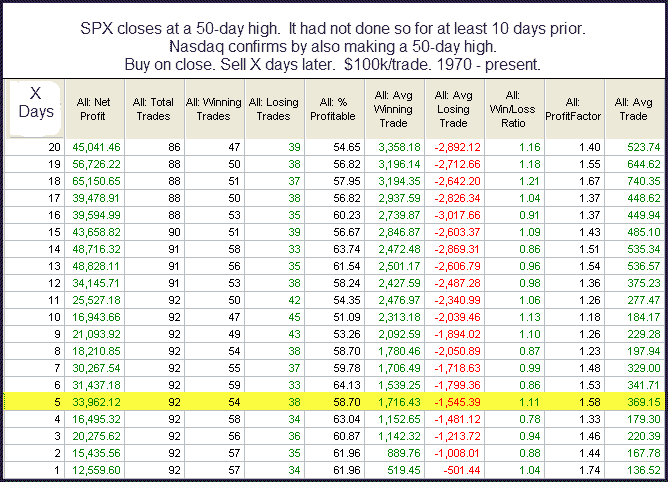 SPX closes at a 50-day high. It had not done so for at least 10 days prior.
Nasdaq confirms by also making a 50-day high.
Buy on close. Sell X days later. $100k/trade. 1970 - present.
X Days All: Net Profit All: Total Trades All: Winning Trades All: Losing Trades All: % Profitable All: Avg Winning Trade All: Avg Losing Trade All: Win/Loss Ratio All: ProfitFactor All: Avg Trade
20 45,041.46 86 47 39 54.65 3,358.18 -2,892.12 1.16 1.40 523.74
19 56,726.22 88 50 38 56.82 3,196.14 -2,712.66 1.18 1.55 644.62
18 65,150.65 88 51 37 57.95 3,194.35 -2,642.20 1.21 1.67 740.35
17 39,478.91 88 50 38 56.82 2,937.59 -2,826.34 1.04 1.37 448.62
16 39,594.99 88 53 35 60.23 2,739.87 -3,017.66 0.91 1.37 449.94
15 43,658.82 90 51 39 56.67 2,846.87 -2,603.37 1.09 1.43 485.10
14 48,716.32 91 58 33 63.74 2,472.48 -2,869.31 0.86 1.51 535.34
13 48,828.11 91 56 35 61.54 2,501.17 -2,606.79 0.96 1.54 536.57
12 34,145.71 91 53 38 58.24 2,427.59 -2,487.28 0.98 1.36 375.23
11 25,527.18 92 50 42 54.35 2,476.97 -2,340.99 1.06 1.26 277.47
10 16,943.66 92 47 45 51.09 2,313.18 -2,039.46 1.13 1.18 184.17
9 21,093.92 92 49 43 53.26 2,092.59 -1,894.02 1.10 1.26 229.28
8 18,210.85 92 54 38 58.70 1,780.46 -2,050.89 0.87 1.23 197.94
7 30,267.54 92 55 37 59.78 1,706.49 -1,718.63 0.99 1.48 329.00
6 31,437.18 92 59 33 64.13 1,539.25 -1,799.36 0.86 1.53 341.71
5 33,962.12 92 54 38 58.70 1,716.43 -1,545.39 1.11 1.58 369.15
4 16,495.32 92 58 34 63.04 1,152.65 -1,481.12 0.78 1.33 179.30
3 20,275.62 92 56 36 60.87 1,142.32 -1,213.72 0.94 1.46 220.39
2 15,435.56 92 57 35 61.96 889.76 -1,008.01 0.88 1.44 167.78
1 12,559.60 92 57 34 61.96 519.45 -501.44 1.04 1.74 136.52